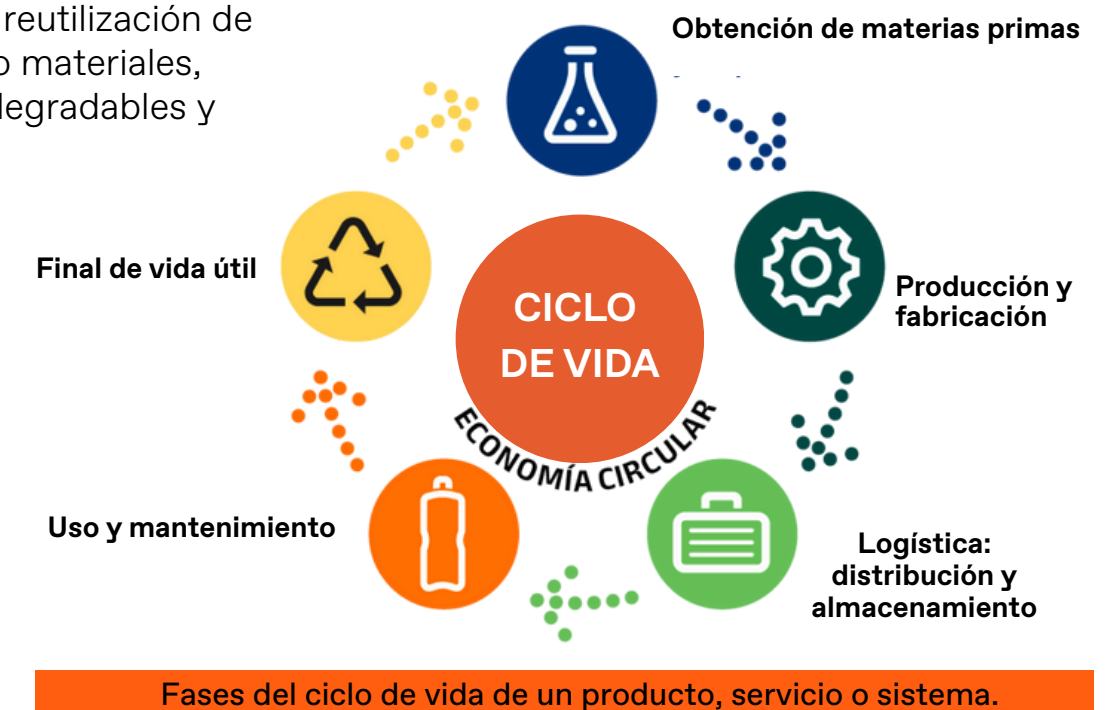 reutilización de
materiales,
degradables y
Obtención de materias primas
Final de vida útil
CICLO
DE VIDA
Producción y
fabricación
ECONOMÍA CIRCULAR
Uso y mantenimiento
Logística:
distribución y
almacenamiento
Fases del ciclo de vida de un producto, servicio o sistema.